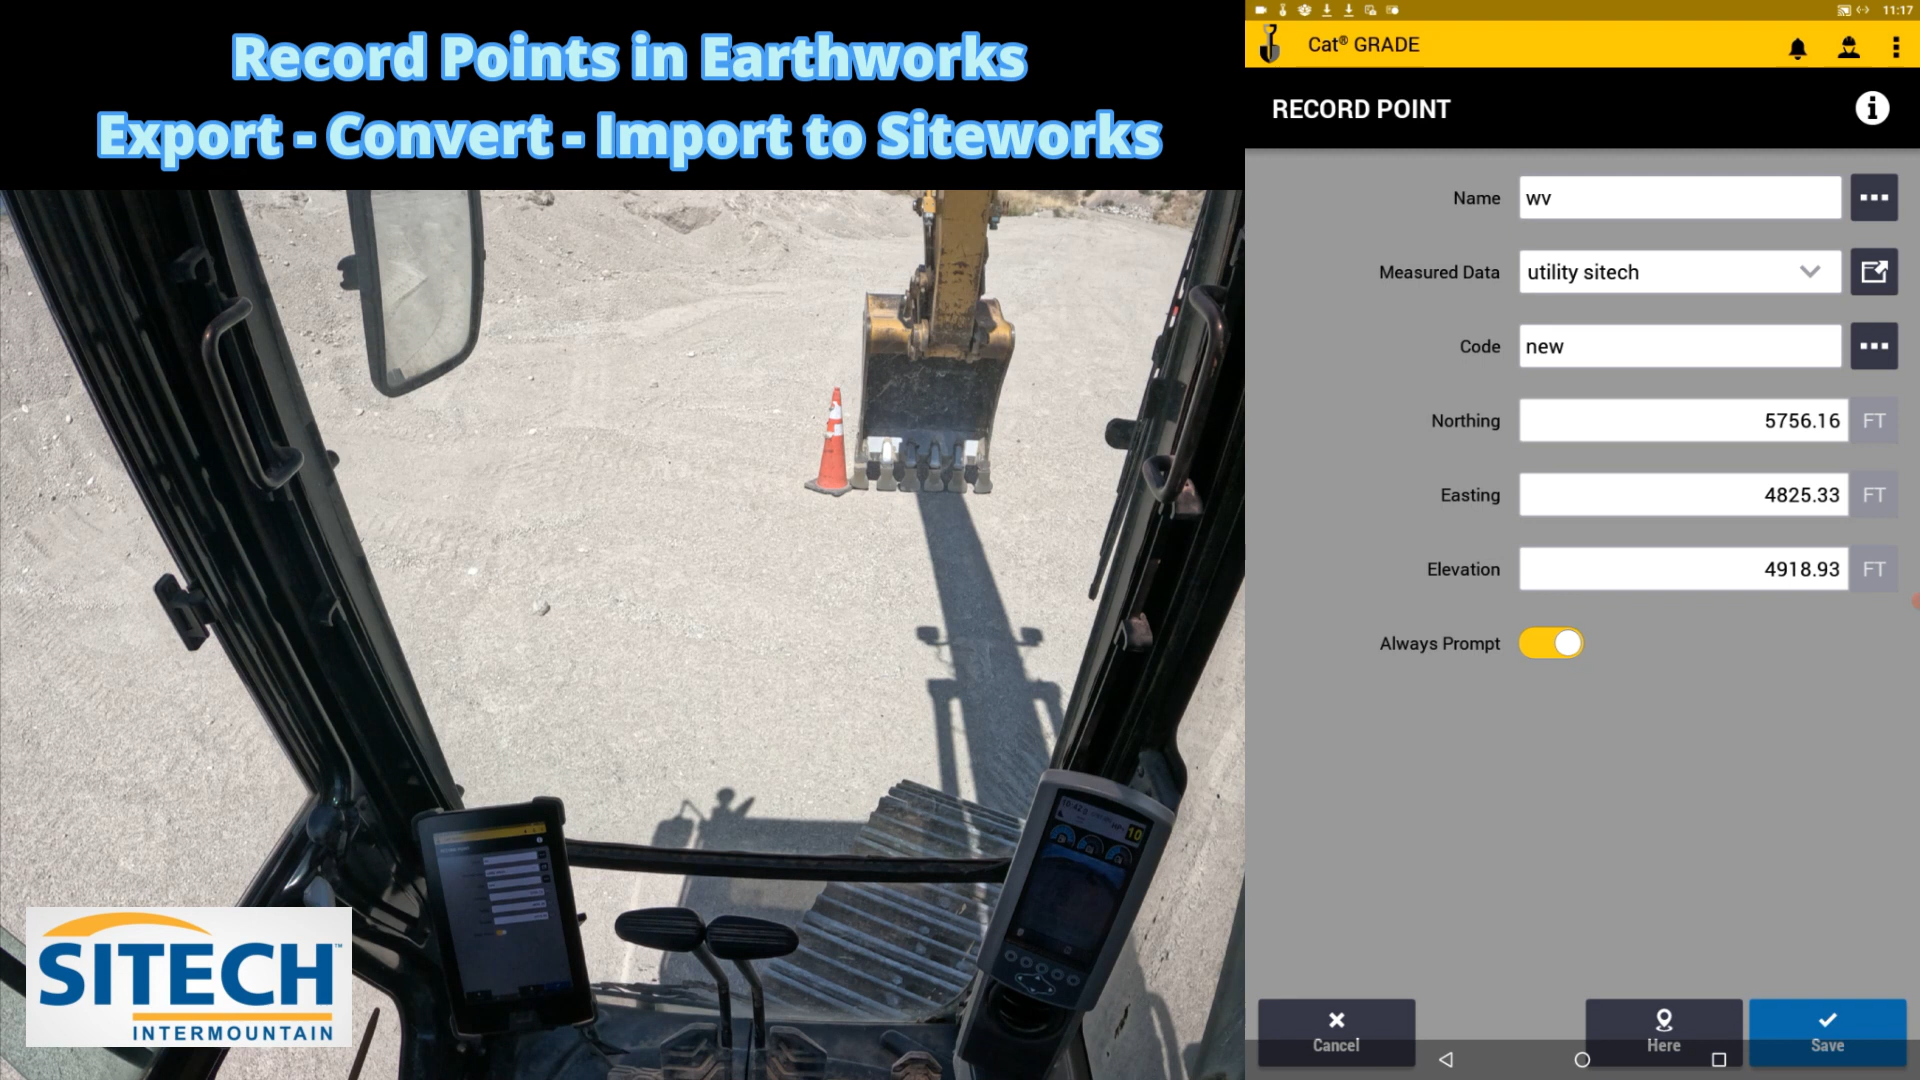 Record Points in Earthworks
Export - Convert - Import to Siteworks
11:17
Cat® GRADE
RECORD POINT
Name
wv
Measured Data
utility sitech
Code
new
Northing
5756.16 FT
Easting
4825.33 FT
Elevation
4918.93 FT
Always Prompt
Cancel
Here
Save
10
SITECH™
INTERMOUNTAIN